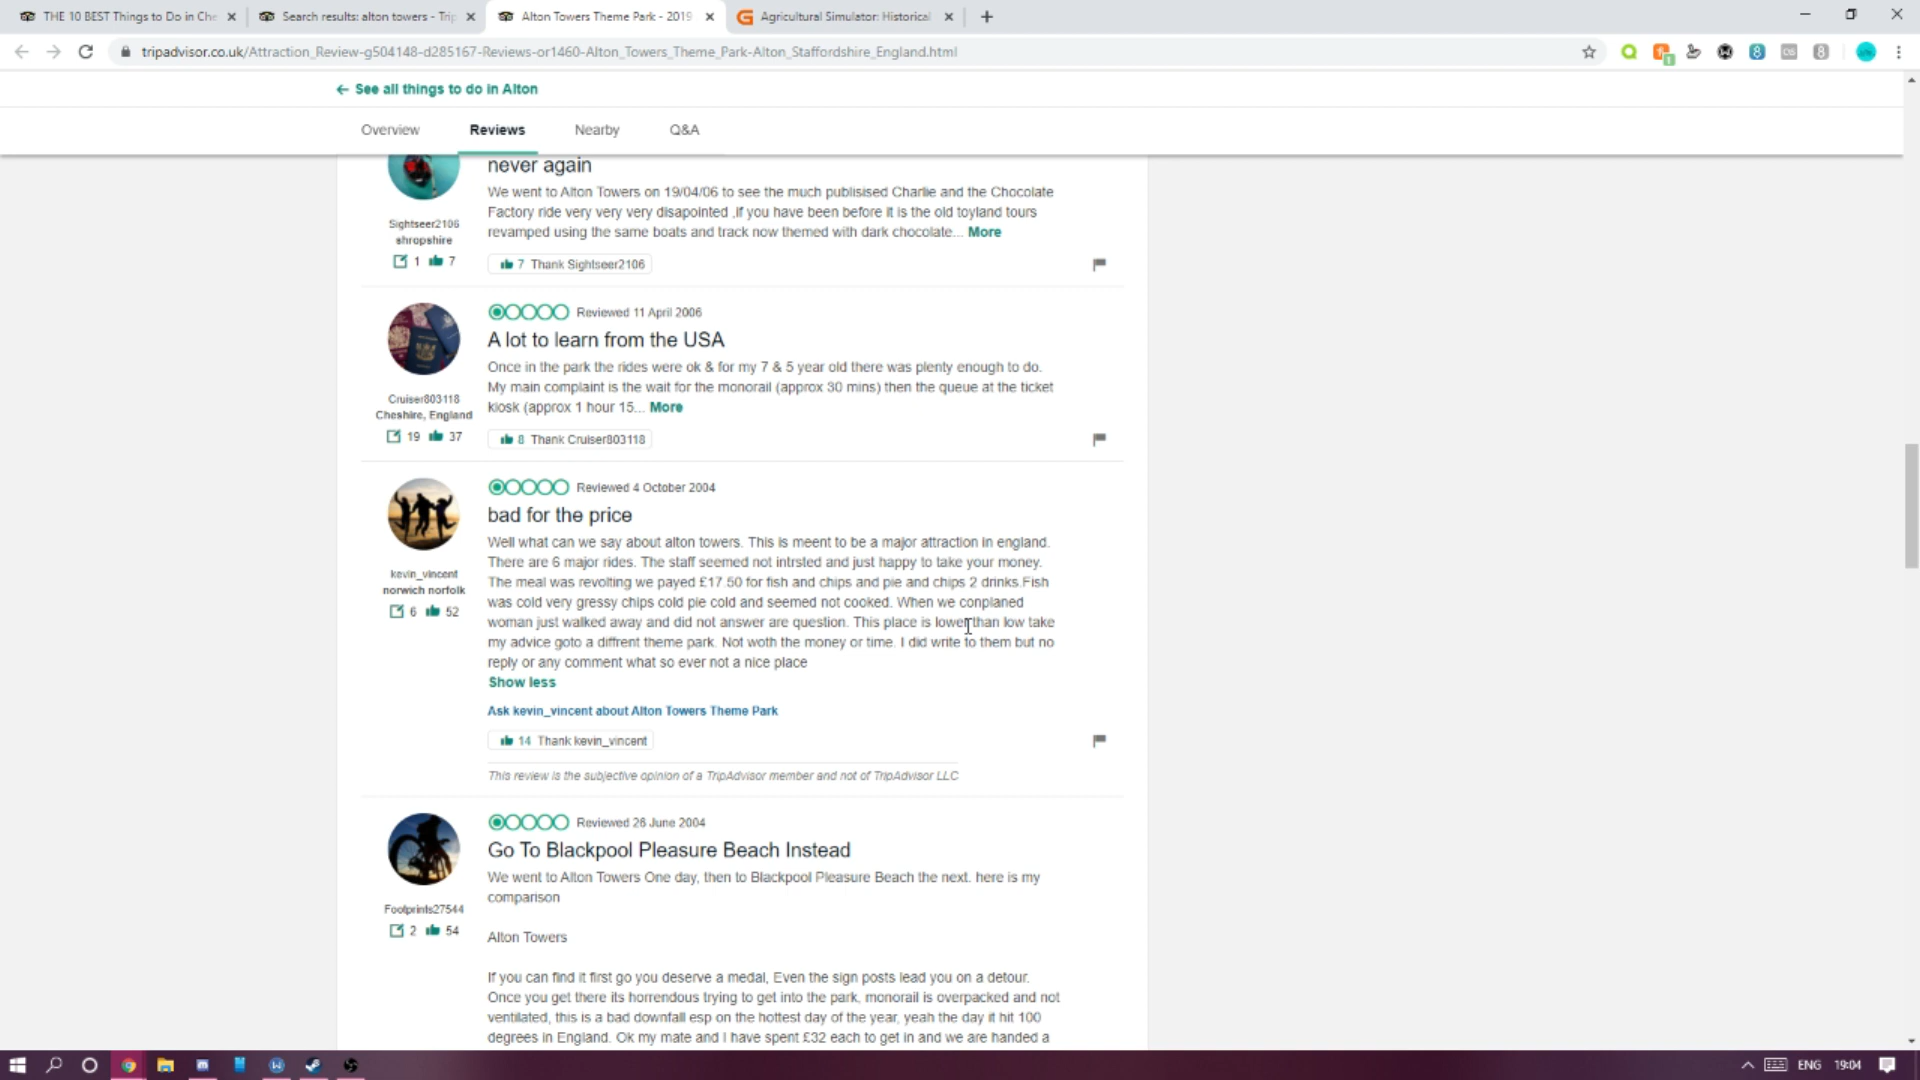 THE 10 BEST Things to Do in Che
Search results: alton towers - Trip
Alton Towers Theme Park - 2019
Agricultural Simulator: Historical
tripadvisor.co.uk/Attraction_Review-g504148-d285167-Reviews-or1460-Alton_Towers_Theme_Park-Alton_Staffordshire_England.html
← See all things to do in Alton
Overview Reviews Nearby Q&A
never again
We went to Alton Towers on 19/04/06 to see the much publisised Charlie and the Chocolate
Factory ride very very very disapointed ,if you have been before it is the old toyland tours
revamped using the same boats and track now themed with dark chocolate... More
Sightseer2106
shropshire
1 7
7 Thank Sightseer2106
Reviewed 11 April 2006
A lot to learn from the USA
Once in the park the rides were ok & for my 7 & 5 year old there was plenty enough to do.
My main complaint is the wait for the monorail (approx 30 mins) then the queue at the ticket
kiosk (approx 1 hour 15... More
Cruiser803118
Cheshire, England
19 37
8 Thank Cruiser803118
Reviewed 4 October 2004
bad for the price
Well what can we say about alton towers. This is meent to be a major attraction in england.
There are 6 major rides. The staff seemed not intrsted and just happy to take your money.
The meal was revolting we payed £17.50 for fish and chips and pie and chips 2 drinks.Fish
was cold very gressy chips cold pie cold and seemed not cooked. When we conplaned
woman just walked away and did not answer are question. This place is lower than low take
my advice goto a diffrent theme park. Not woth the money or time. I did write to them but no
reply or any comment what so ever not a nice place
Show less
kevin_vincent
norwich norfolk
6 52
Ask kevin_vincent about Alton Towers Theme Park
14 Thank kevin_vincent
This review is the subjective opinion of a TripAdvisor member and not of TripAdvisor LLC
Reviewed 26 June 2004
Go To Blackpool Pleasure Beach Instead
We went to Alton Towers One day, then to Blackpool Pleasure Beach the next. here is my
comparison
Footprints27544
2 54
Alton Towers
If you can find it first go you deserve a medal, Even the sign posts lead you on a detour.
Once you get there its horrendous trying to get into the park, monorail is overpacked and not
ventilated, this is a bad downfall esp on the hottest day of the year, yeah the day it hit 100
degrees in England. Ok my mate and I have spent £32 each to get in and we are handed a
ENG 19:04